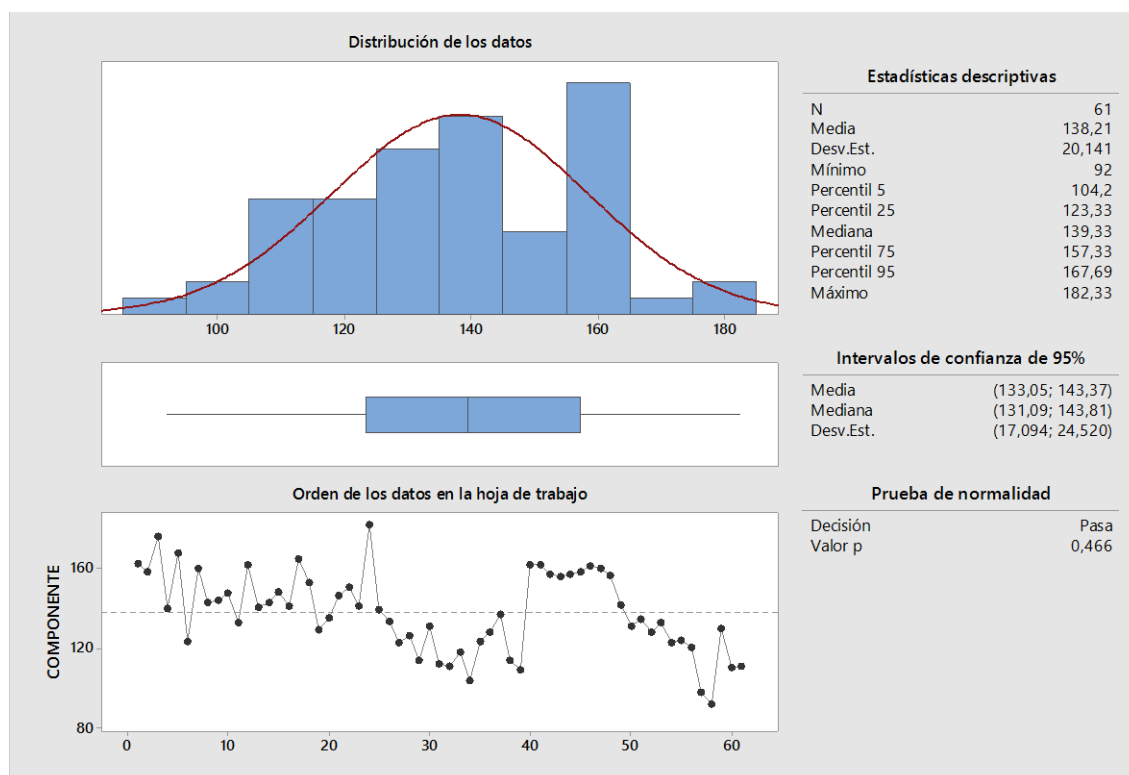 Distribución de los datos
100 120 140 160 180
Estadísticas descriptivas
N 61
Media 138,21
Desv.Est. 20,141
Mínimo 92
Percentil 5 104,2
Percentil 25 123,33
Mediana 139,33
Percentil 75 157,33
Percentil 95 167,69
Máximo 182,33
Intervalos de confianza de 95%
Media (133,05; 143,37)
Mediana (131,09; 143,81)
Desv.Est. (17,094; 24,520)
Orden de los datos en la hoja de trabajo
COMPONENTE
160
120
80
0 10 20 30 40 50 60
Prueba de normalidad
Decisión Pasa
Valor p 0,466